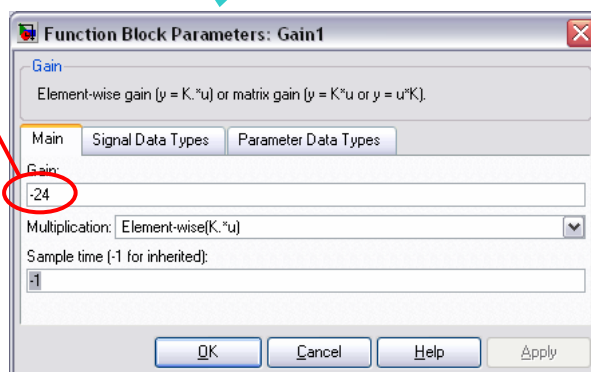 Function Block Parameters: Gain1
Gain
Element-wise gain (y = K.*u) or matrix gain (y = K*u or y = u*K).
Main Signal Data Types Parameter Data Types
Gain:
-24
Multiplication: Element-wise(K.*u)
Sample time (-1 for inherited):
-1
OK Cancel Help Apply